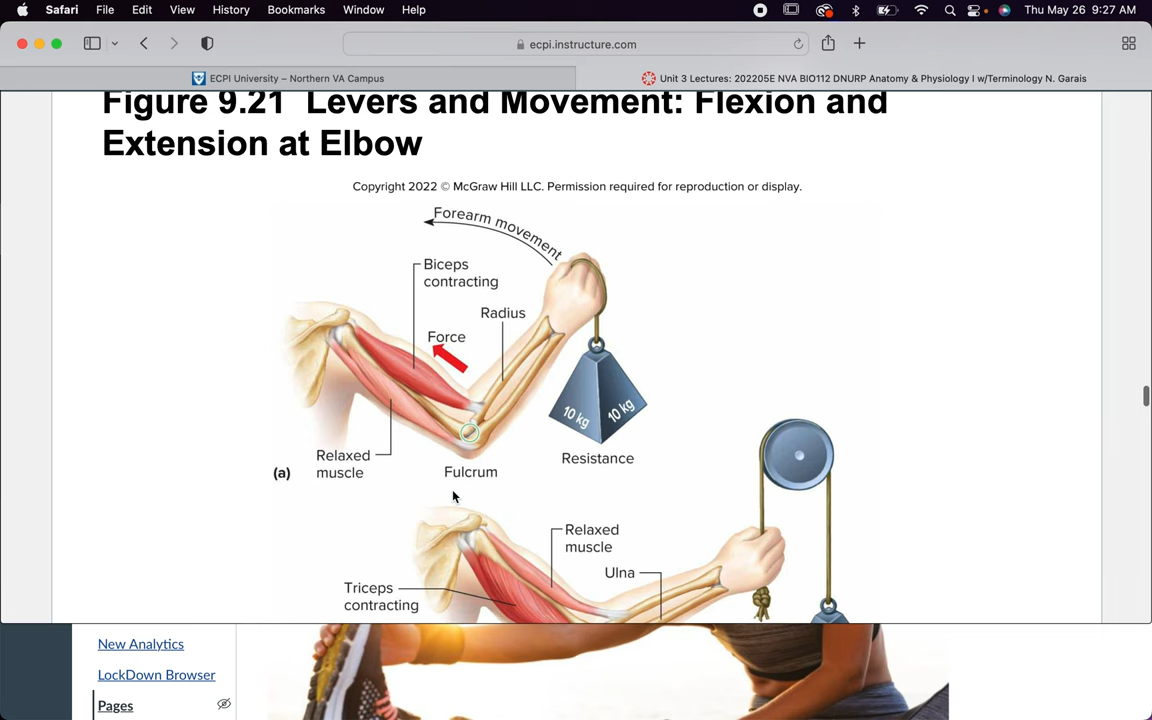 Safari File Edit View History Bookmarks Window Help Thu May 26 9:27 AM
ecpi.instructure.com
ECPI University – Northern VA Campus
Unit 3 Lectures: 202205E NVA BIO112 DNURP Anatomy & Physiology I w/Terminology N. Garais
Figure 9.21 Levers and Movement: Flexion and
Extension at Elbow
Copyright 2022 © McGraw Hill LLC. Permission required for reproduction or display.
Forearm movement
Biceps
contracting
Radius
Force
10 kg 10 kg
Relaxed
muscle
Resistance
(a)
Fulcrum
Relaxed
muscle
Ulna
Triceps
contracting
New Analytics
LockDown Browser
Pages